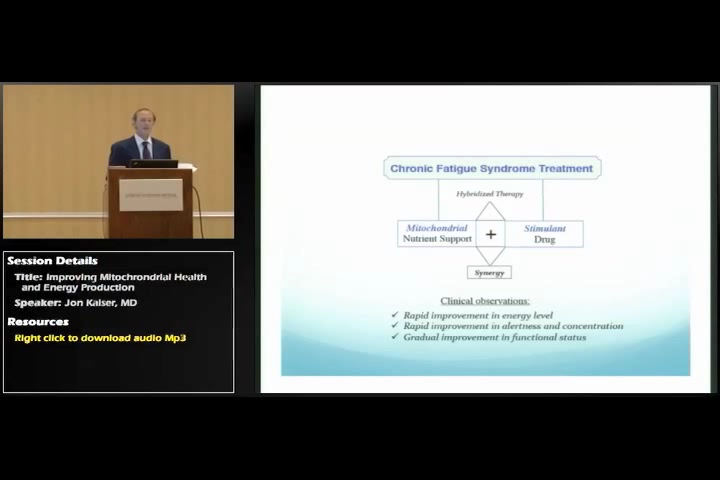 Session Details
Title: Improving Mitochrondrial Health
and Energy Production
Speaker: Jon Kaiser, MD
Resources
Right click to download audio Mp3
Chronic Fatigue Syndrome Treatment
Hybridized Therapy
Mitochondrial
Nutrient Support
+
Stimulant
Drug
Synergy
Clinical observations:
✓ Rapid improvement in energy level
✓ Rapid improvement in alertness and concentration
✓ Gradual improvement in functional status